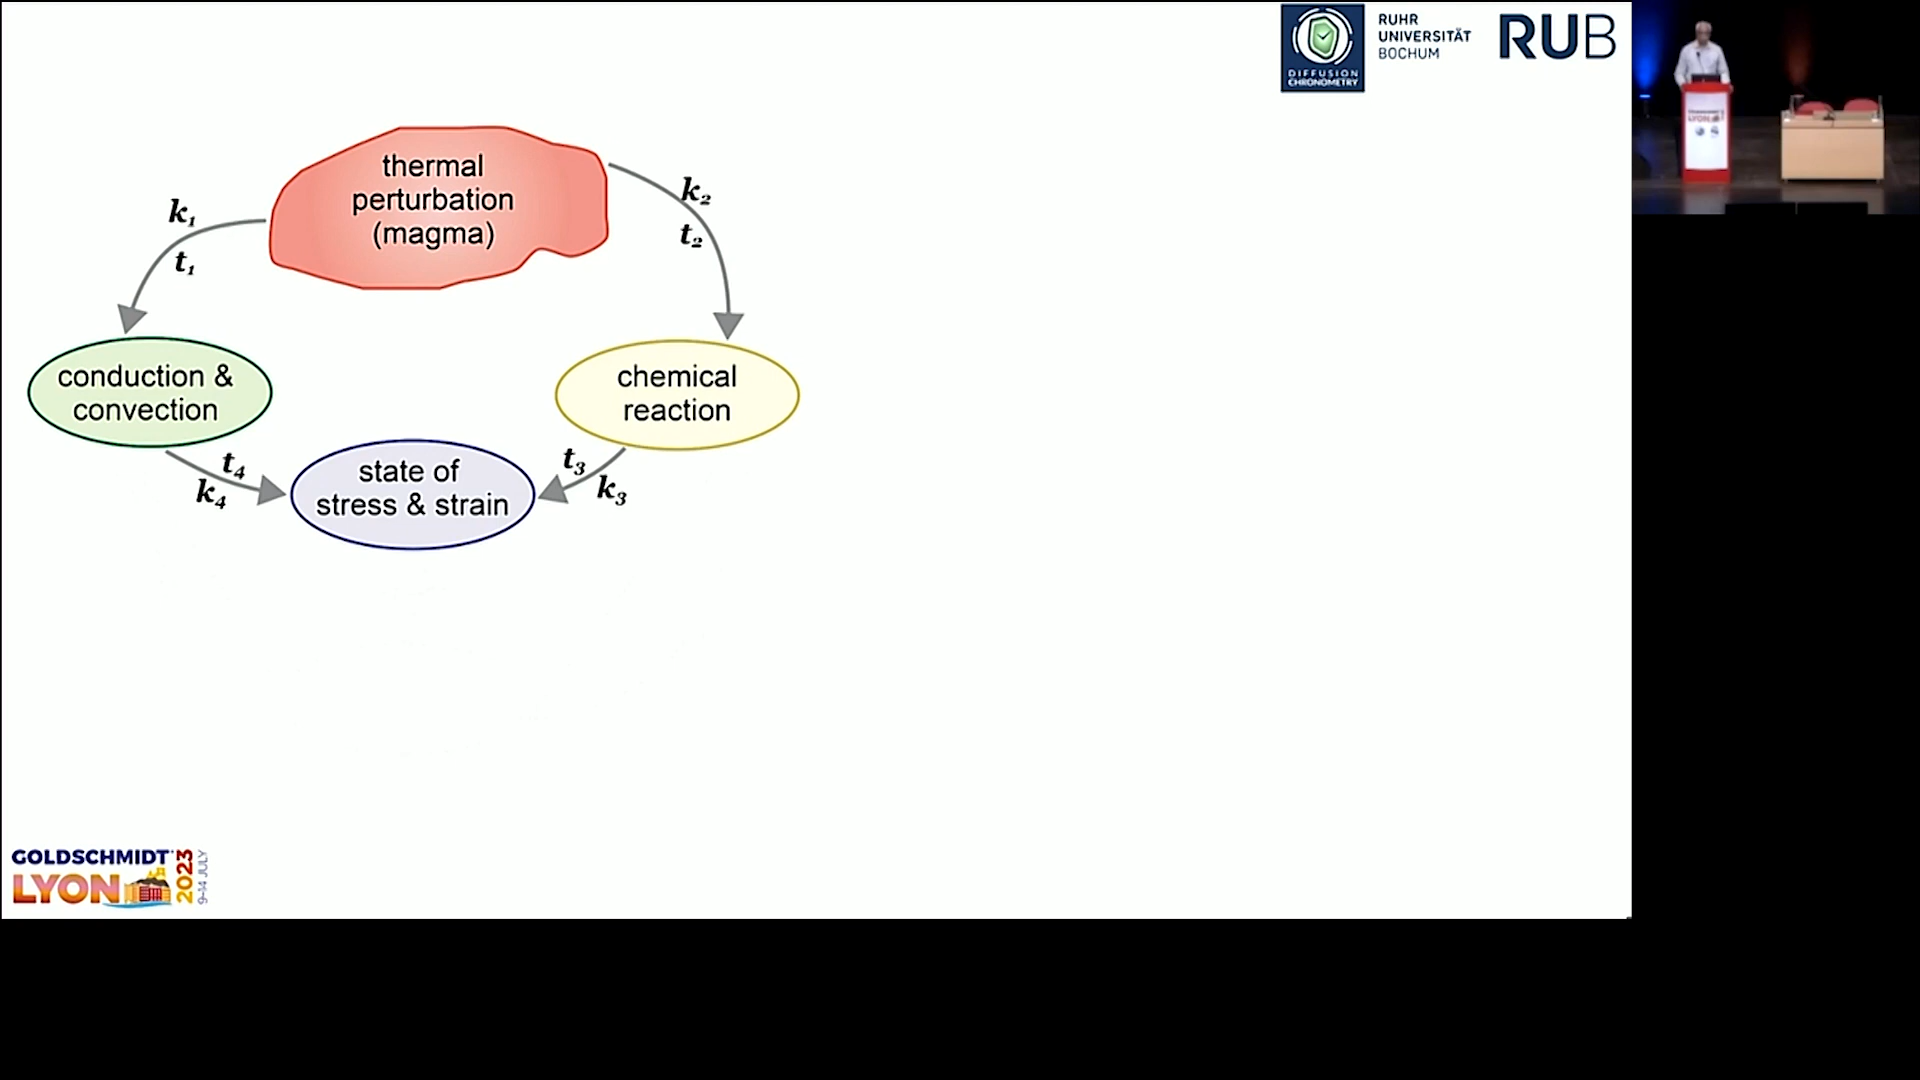 DIFFUSION
CHRONOMETRY
RUHR
UNIVERSITÄT
BOCHUM
RUB
thermal
perturbation
(magma)
k₁
t₁
k₂
t₂
conduction &
convection
chemical
reaction
t₄
k₄
state of
stress & strain
t₃
k₃
GOLDSCHMIDT
LYON
2023
9-14 JULY
LYON